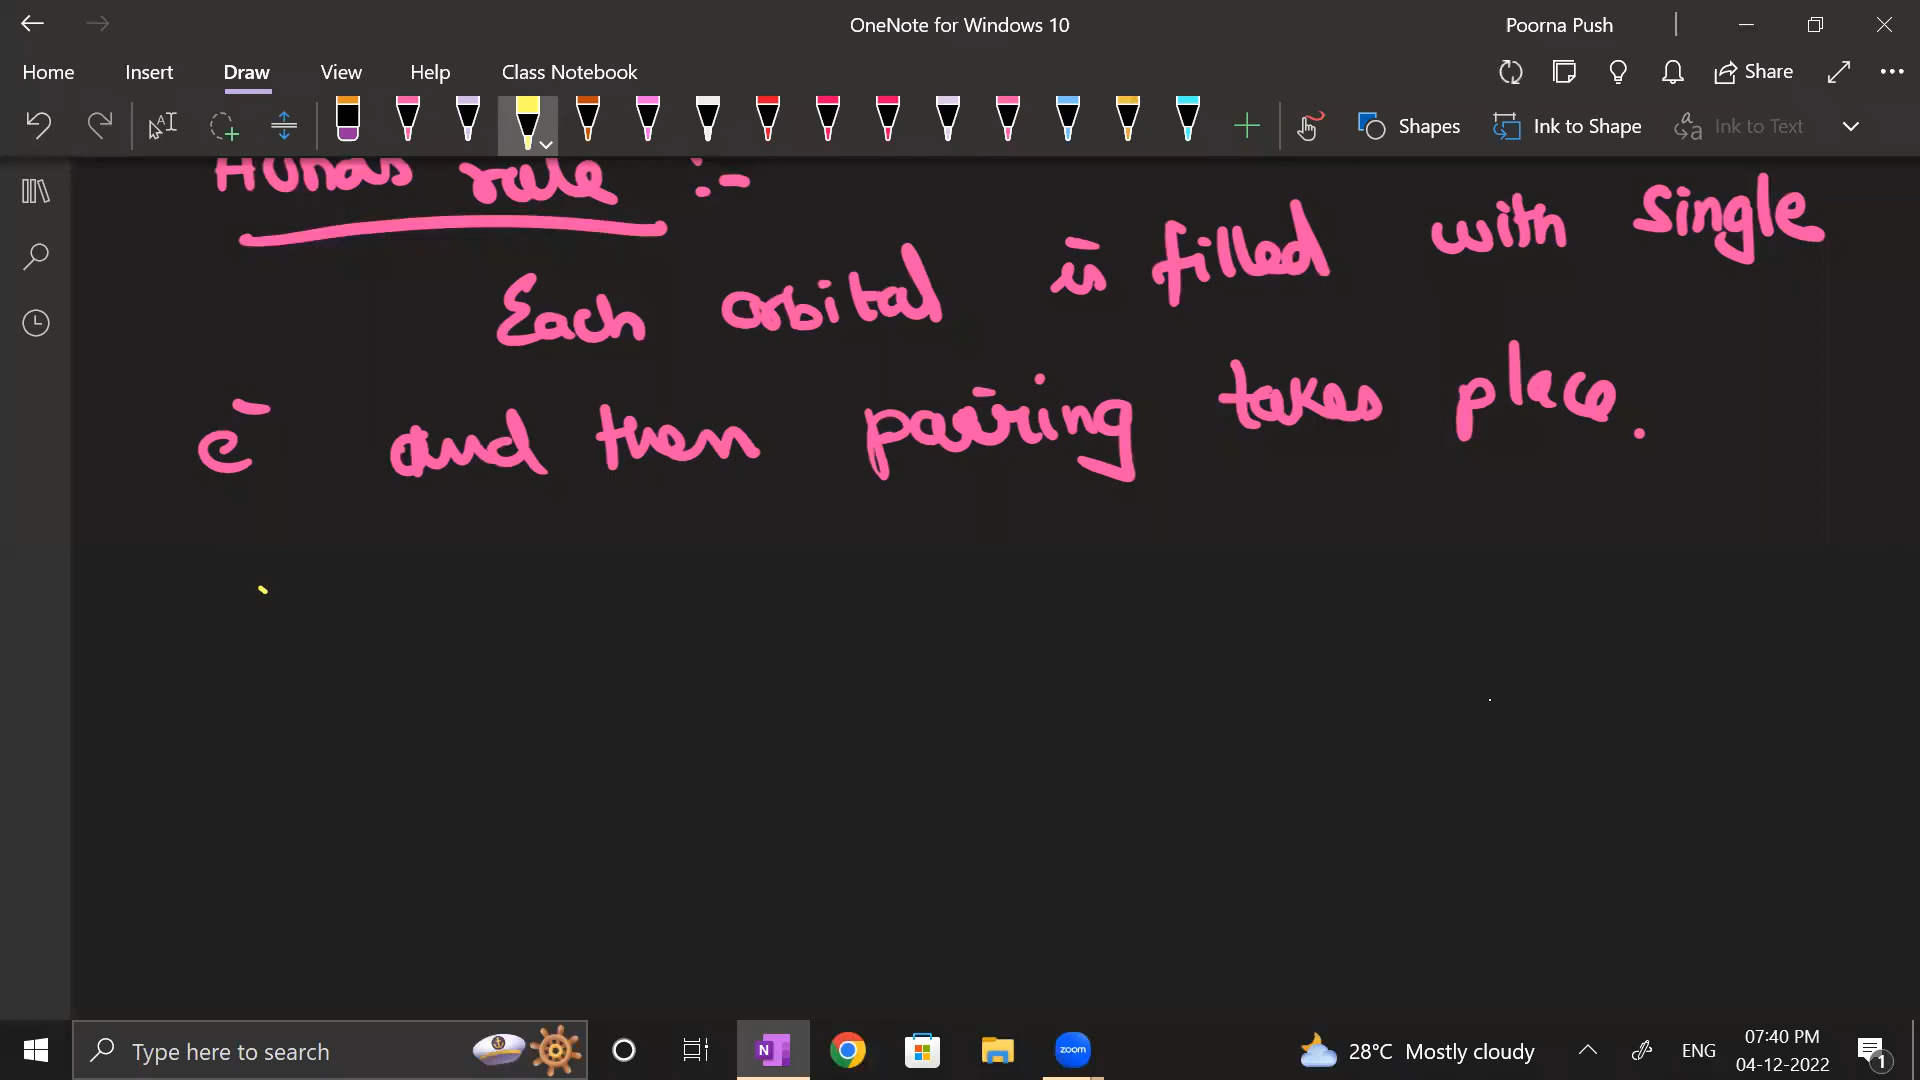 OneNote for Windows 10
Poorna Push
Home Insert Draw View Help Class Notebook
Share
Shapes Ink to Shape Ink to Text
rule :-
Each orbital is filled with single
e- and then pairing takes place.
Type here to search
N
zoom
28°C Mostly cloudy
ENG
07:40 PM
04-12-2022
1